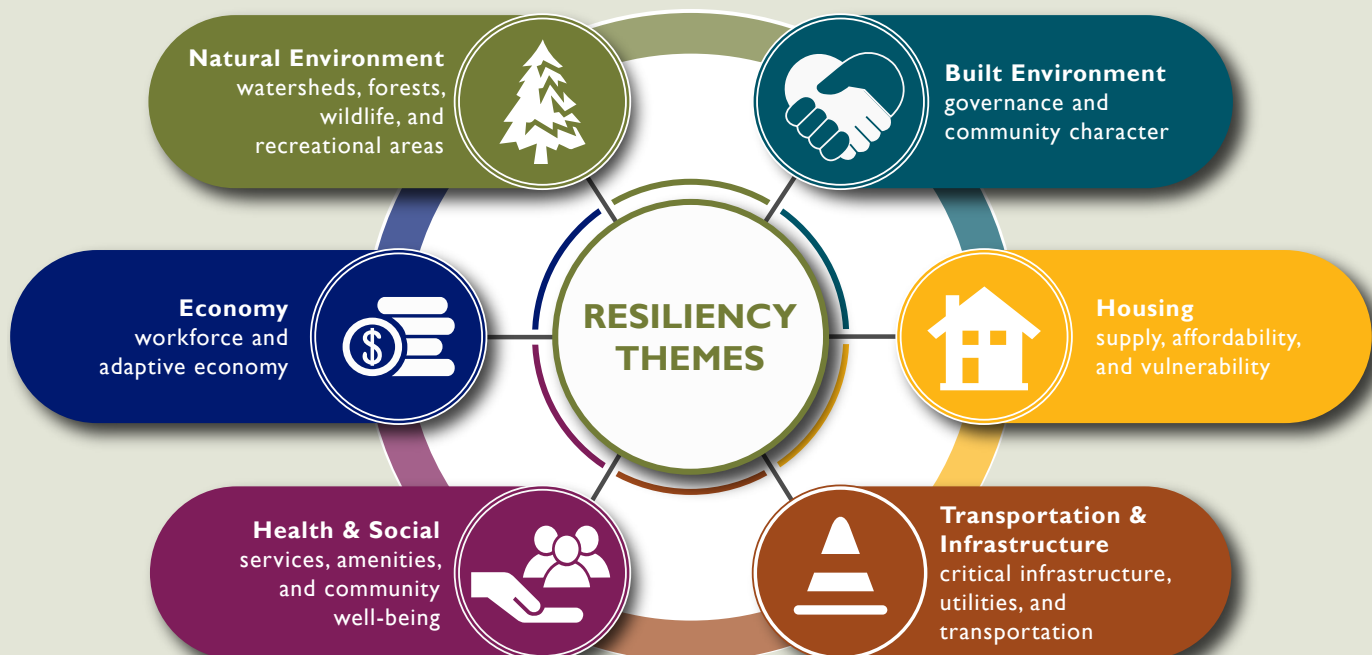 Natural Environment
watersheds, forests,
wildlife, and
recreational areas
Built Environment
governance and
community character
Economy
workforce and
adaptive economy
$
RESILIENCY
THEMES
Housing
supply, affordability,
and vulnerability
Health & Social
services, amenities,
and community
well-being
Transportation &
Infrastructure
critical infrastructure,
utilities, and
transportation